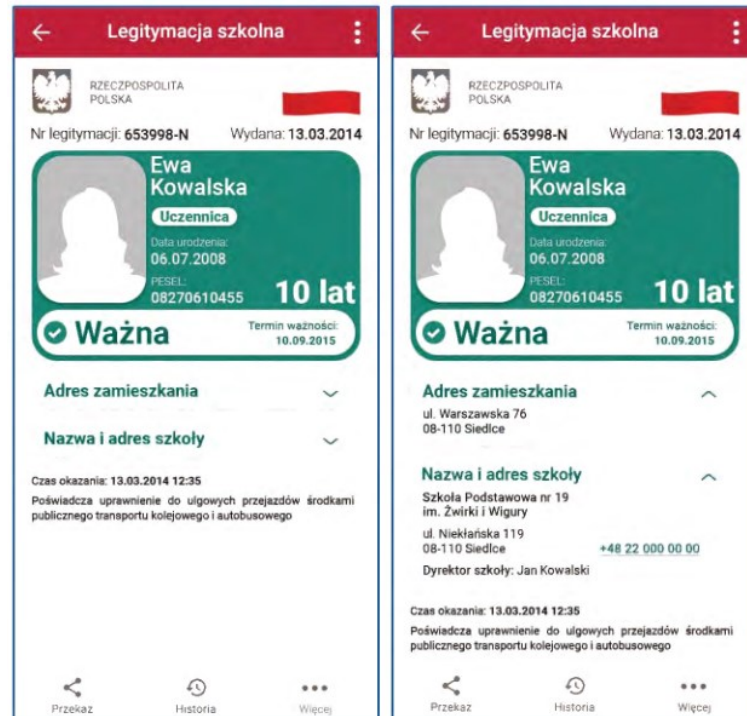 Legitymacja szkolna
RZECZPOSPOLITA
POLSKA
Nr legitymacji: 653998-N Wydana: 13.03.2014
Ewa
Kowalska
Uczennica
Data urodzenia:
06.07.2008
PESEL:
08270610455
10 lat
Ważna
Termin ważności:
10.09.2015
Adres zamieszkania
Nazwa i adres szkoły
Czas okazania: 13.03.2014 12:35
Poświadcza uprawnienie do ulgowych przejazdów środkami
publicznego transportu kolejowego i autobusowego
Przekaż Historia Więcej
Legitymacja szkolna
RZECZPOSPOLITA
POLSKA
Nr legitymacji: 653998-N Wydana: 13.03.2014
Ewa
Kowalska
Uczennica
Data urodzenia:
06.07.2008
PESEL:
08270610455
10 lat
Ważna
Termin ważności:
10.09.2015
Adres zamieszkania
ul. Warszawska 76
08-110 Siedlce
Nazwa i adres szkoły
Szkoła Podstawowa nr 19
im. Żwirki i Wigury
ul. Niekłańska 119
08-110 Siedlce +48 22 000 00 00
Dyrektor szkoły: Jan Kowalski
Czas okazania: 13.03.2014 12:35
Poświadcza uprawnienie do ulgowych przejazdów środkami
publicznego transportu kolejowego i autobusowego
Przekaż Historia Więcej